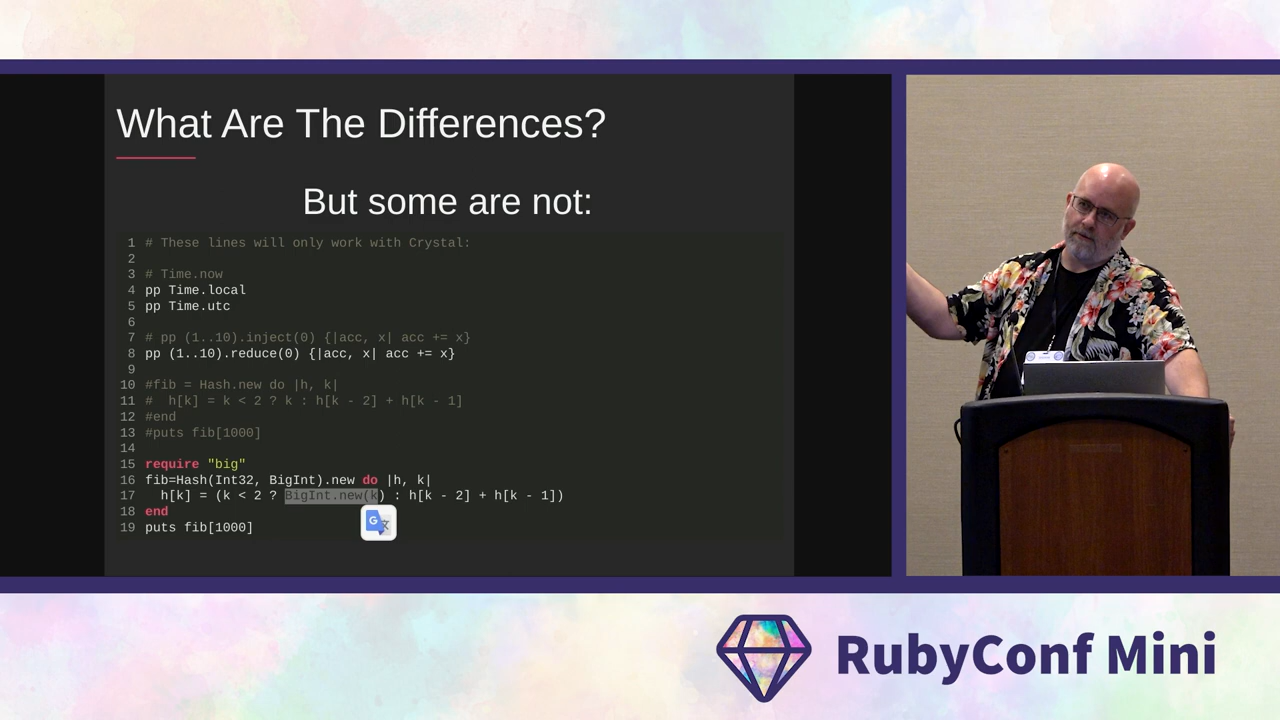 What Are The Differences?
But some are not:
1 # These lines will only work with Crystal:
2
3 # Time.now
4 pp Time.local
5 pp Time.utc
6
7 # pp (1..10).inject(0) {|acc, x| acc += x}
8 pp (1..10).reduce(0) {|acc, x| acc += x}
9
10 #fib = Hash.new do |h, k|
11 #  h[k] = k < 2 ? k : h[k - 2] + h[k - 1]
12 #end
13 #puts fib[1000]
14
15 require "big"
16 fib=Hash(Int32, BigInt).new do |h, k|
17   h[k] = (k < 2 ? BigInt.new(k) : h[k - 2] + h[k - 1])
18 end
19 puts fib[1000]
G文
RubyConf Mini